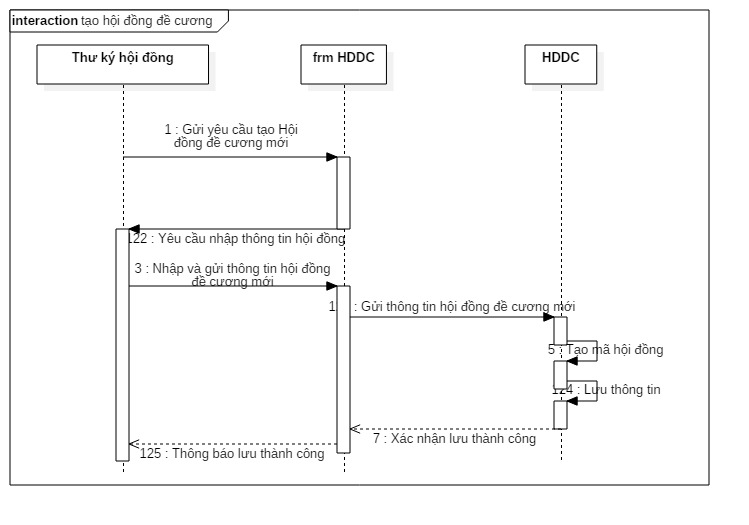 interaction tạo hội đồng đề cương
Thư ký hội đồng
frm HDDC
HDDC
1 : Gửi yêu cầu tạo Hội
đồng đề cương mới
122 : Yêu cầu nhập thông tin hội đồng
3 : Nhập và gửi thông tin hội đồng
đề cương mới
: Gửi thông tin hội đồng đề cương mới
5 : Tạo mã hội đồng
124 : Lưu thông tin
7 : Xác nhận lưu thành công
125 : Thông báo lưu thành công